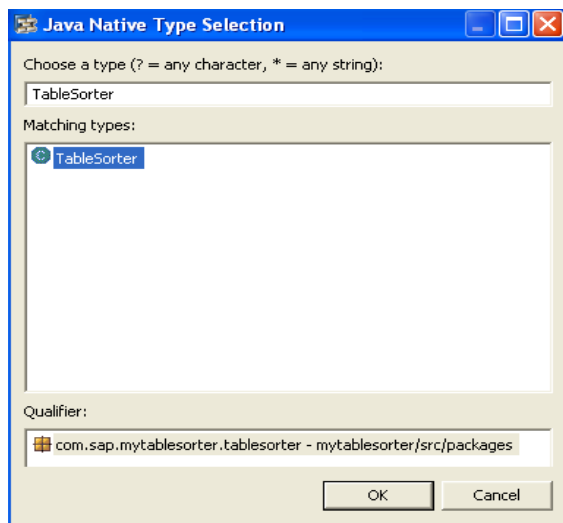 Java Native Type Selection
Choose a type (? = any character, * = any string):
TableSorter
Matching types:
C TableSorter
Qualifier:
com.sap.mytablesorter.tablesorter - mytablesorter/src/packages
OK Cancel